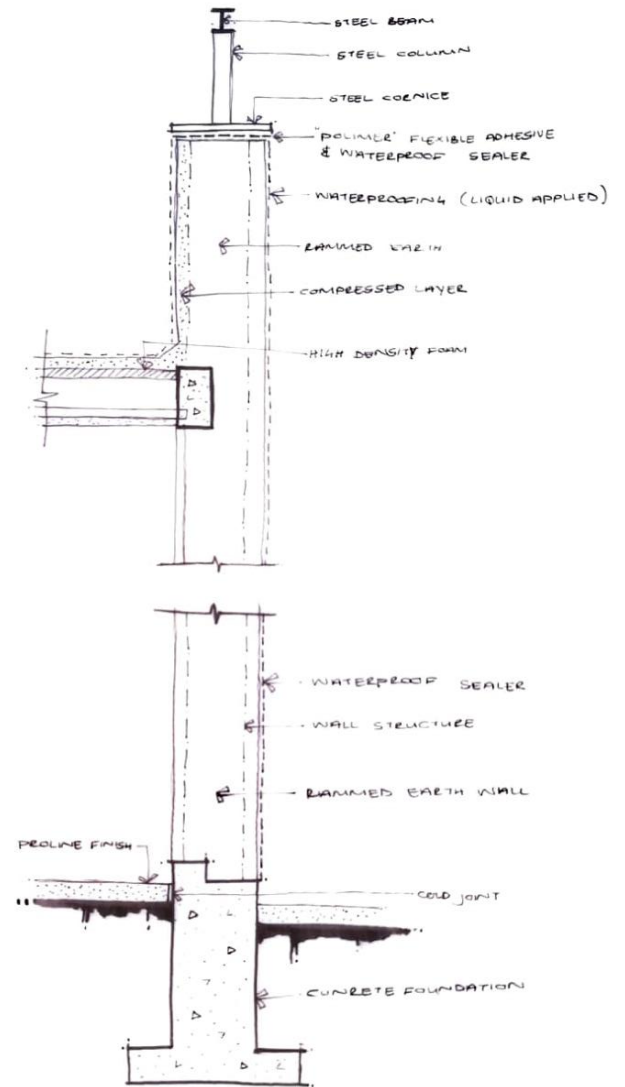 STEEL BEAM
STEEL COLUMN
STEEL CORNICE
"POLIMER" FLEXIBLE ADHESIVE
& WATERPROOF SEALER
WATERPROOFING (LIQUID APPLIED)
RAMMED EARTH
COMPRESSED LAYER
HIGH DENSITY FOAM
WATERPROOF SEALER
WALL STRUCTURE
RAMMED EARTH WALL
PROLINE FINISH
COLD JOINT
CUNRETE FOUNDATION